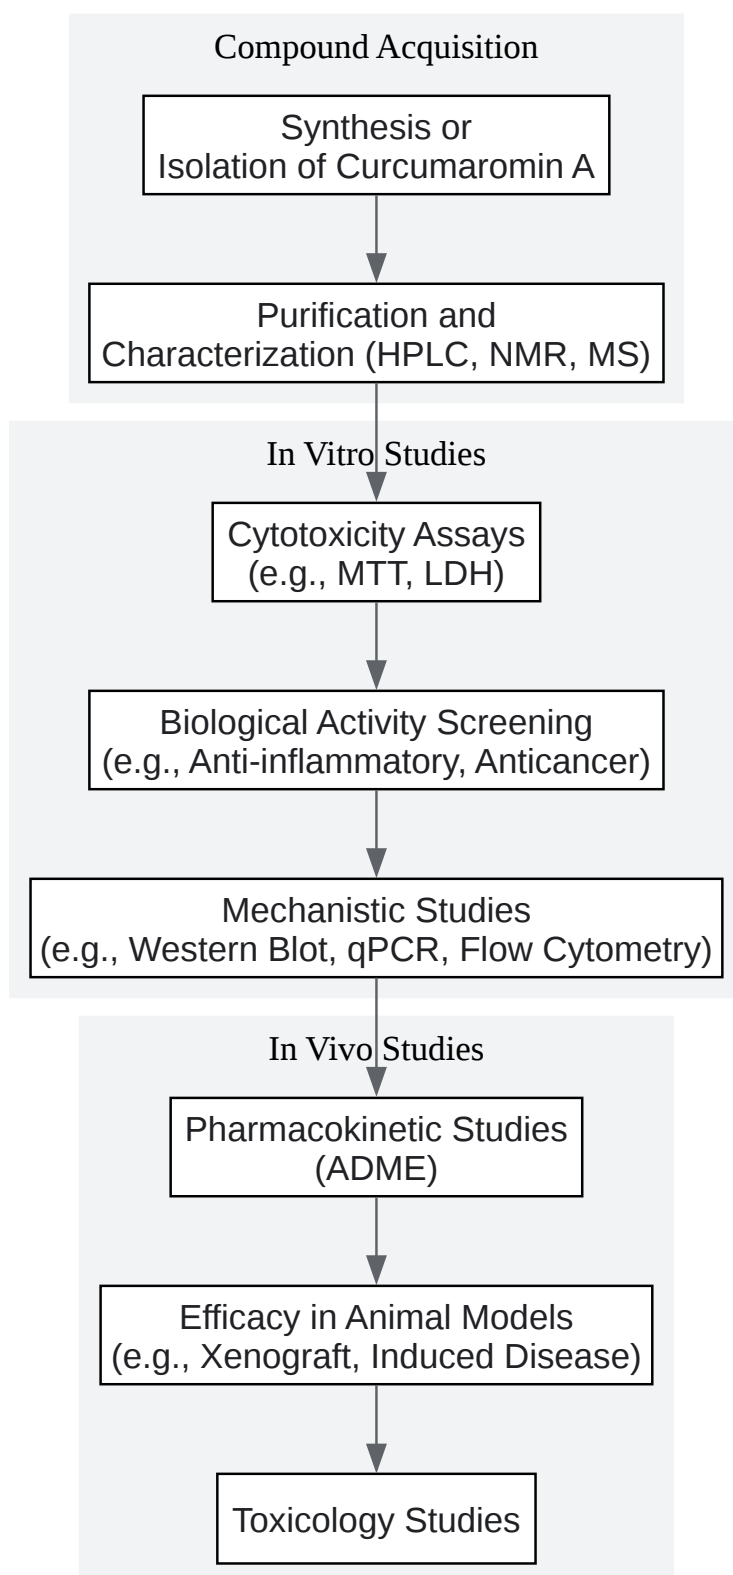 Compound Acquisition
Synthesis or
Isolation of Curcumaromin A
Purification and
Characterization (HPLC, NMR, MS)
In Vitro Studies
Cytotoxicity Assays
(e.g., MTT, LDH)
Biological Activity Screening
(e.g., Anti-inflammatory, Anticancer)
Mechanistic Studies
(e.g., Western Blot, qPCR, Flow Cytometry)
In Vivo Studies
Pharmacokinetic Studies
(ADME)
Efficacy in Animal Models
(e.g., Xenograft, Induced Disease)
Toxicology Studies